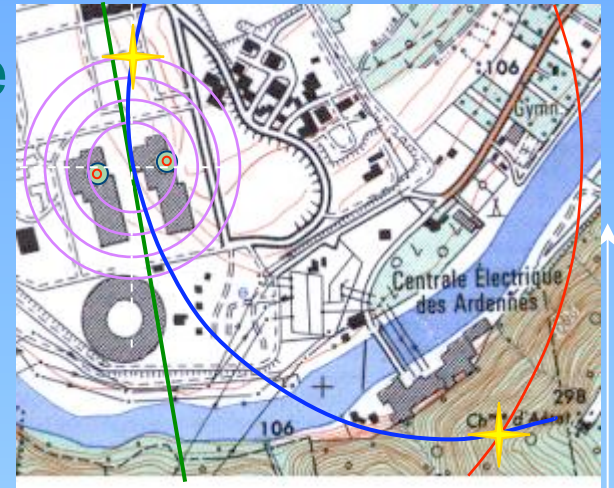 e
:106
Gymn.
Centrale Électrique
des Ardennes
298
106